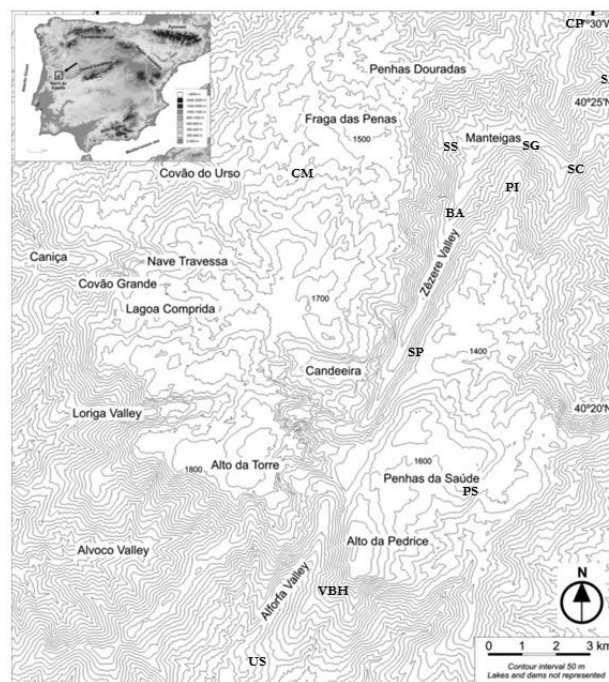 7°30'W
CP
Penhas Douradas
40°25'N
Fraga das Penas
1500
SS
Manteigas
SG
SC
Covão do Urso
CM
PI
BA
Caniça
Nave Travessa
Zêzere Valley
Covão Grande
1700
Lagoa Comprida
SP
Candeeira
1400
40°20'N
Loriga Valley
Alto da Torre
1600
1800
Penhas da Saúde
PS
Alvoco Valley
Alto da Pedrice
Alforfa Valley
VBH
US
N
0 1 2 3 km
Contour interval 50 m
Lakes and dams not represented